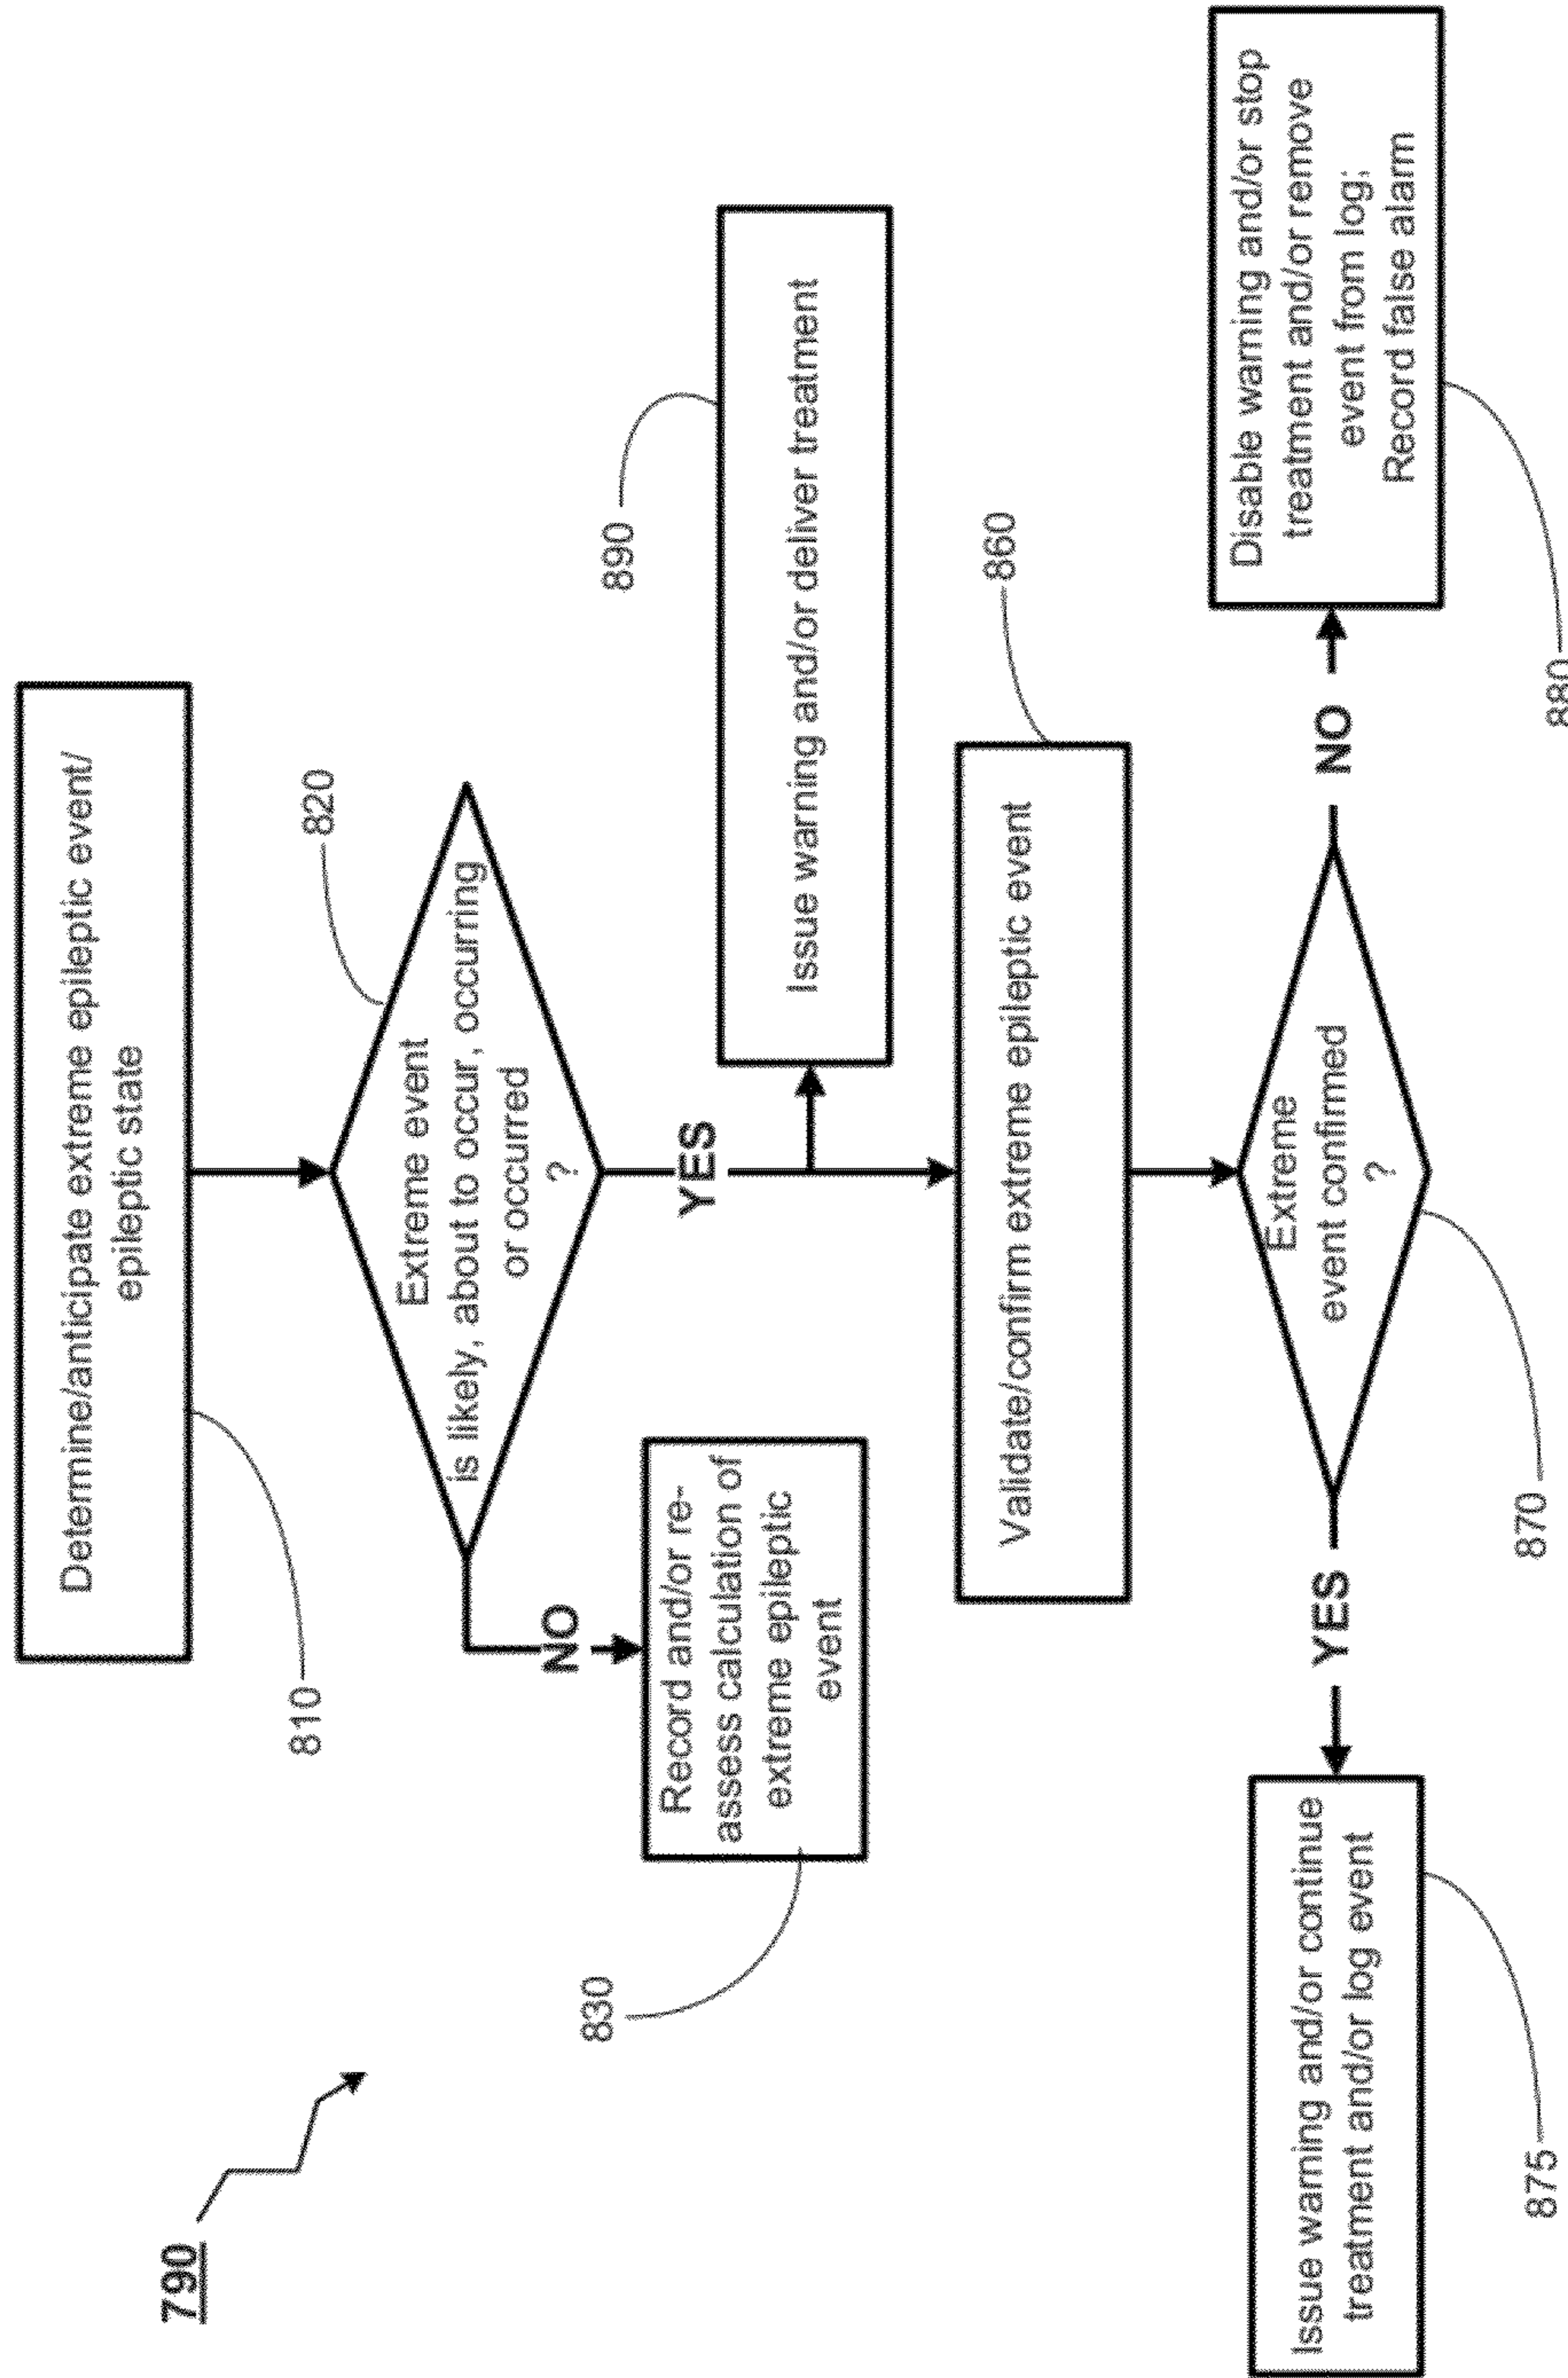 790
810
Determine/anticipate extreme epileptic event/
epileptic state
820
Extreme event
is likely, about to occur, occurring
or occurred
?
NO
YES
830
Record and/or re-
assess calculation of
extreme epileptic
event
890
Issue warning and/or deliver treatment
860
Validate/confirm extreme epileptic event
870
Extreme
event confirmed
?
YES
NO
875
Issue warning and/or continue
treatment and/or log event
880
Disable warning and/or stop
treatment and/or remove
event from log;
Record false alarm